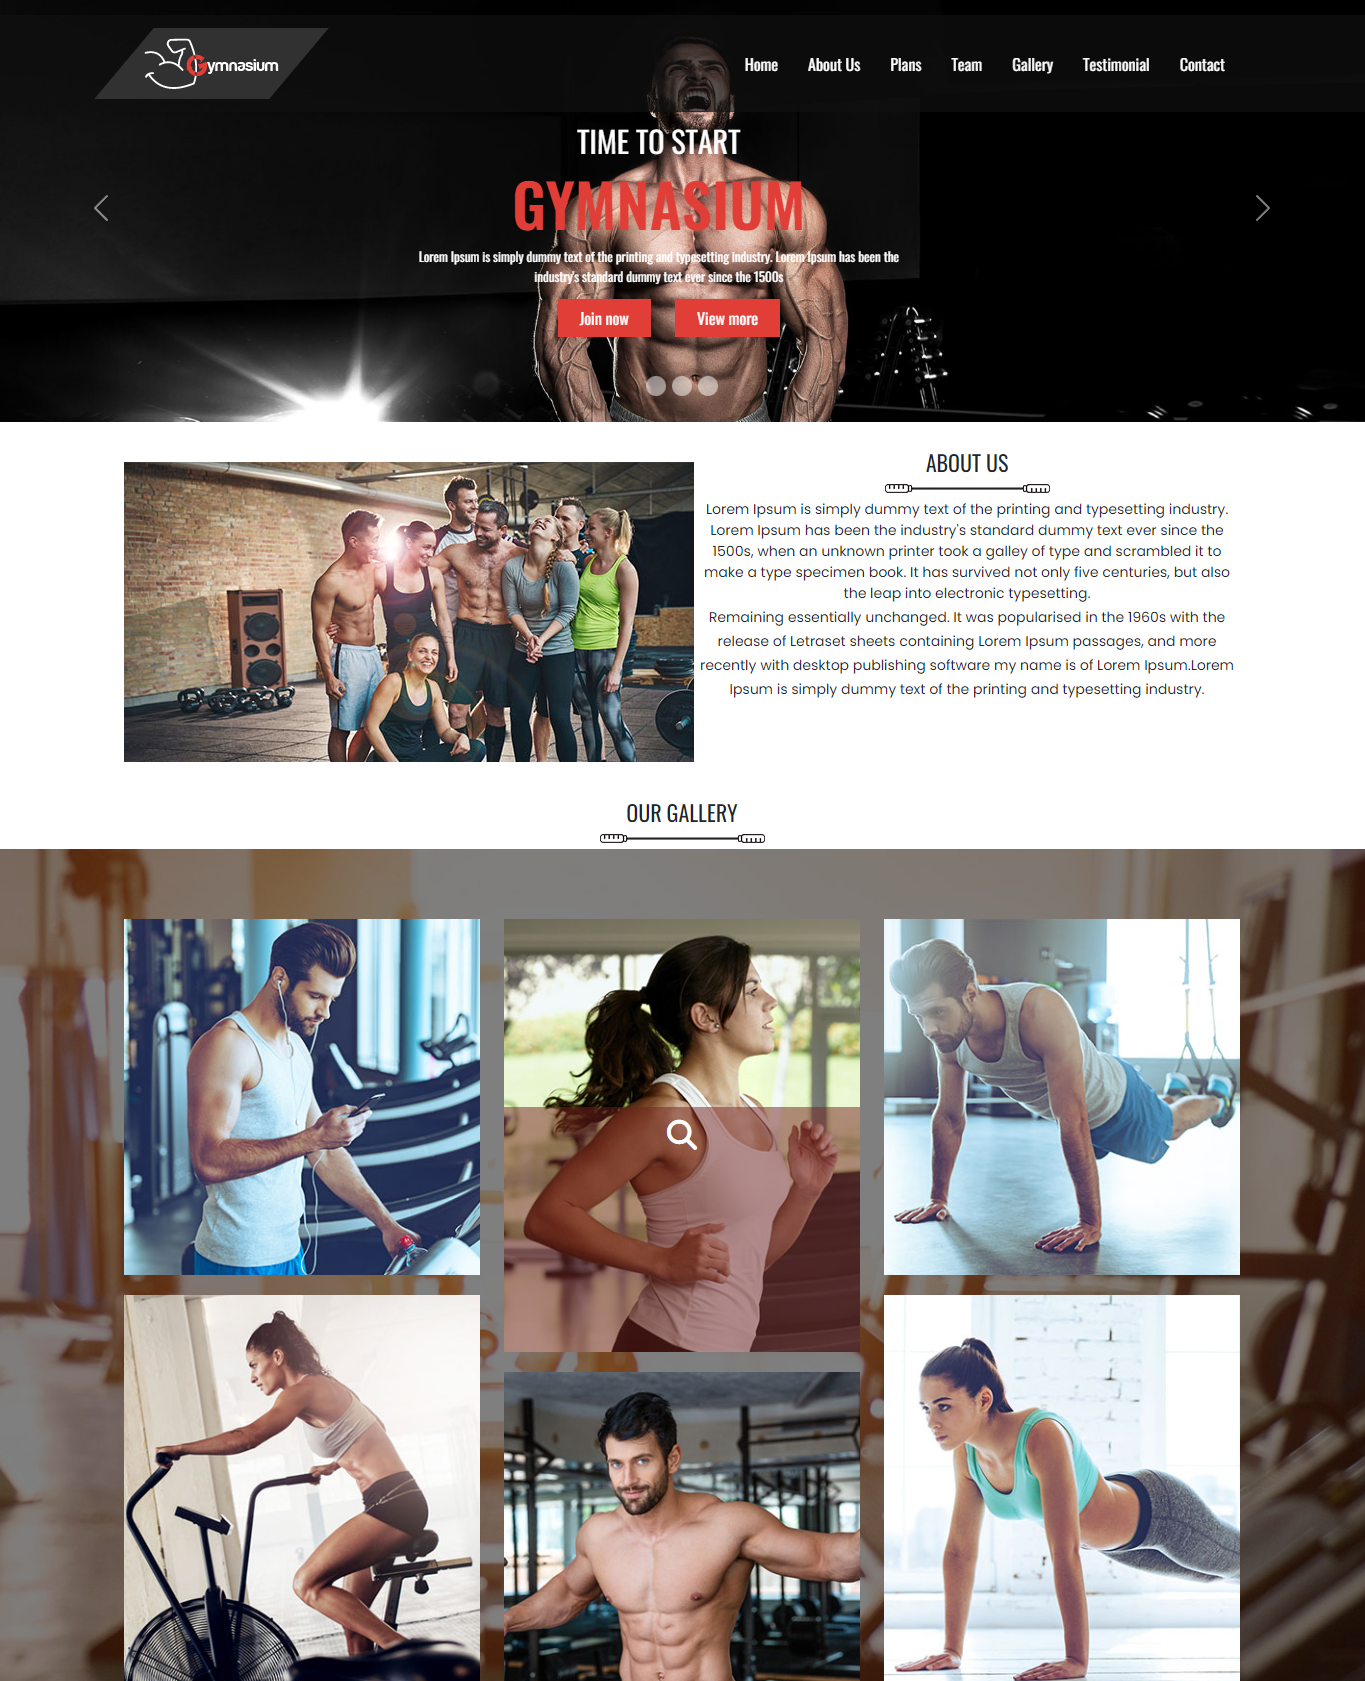 Gymnasium
Home About Us Plans Team Gallery Testimonial Contact
TIME TO START
GYMNASIUM
Lorem Ipsum is simply dummy text of the printing and typesetting industry. Lorem Ipsum has been the
industry's standard dummy text ever since the 1500s
Join now View more
ABOUT US
Lorem Ipsum is simply dummy text of the printing and typesetting industry.
Lorem Ipsum has been the industry's standard dummy text ever since the
1500s, when an unknown printer took a galley of type and scrambled it to
make a type specimen book. It has survived not only five centuries, but also
the leap into electronic typesetting.
Remaining essentially unchanged. It was popularised in the 1960s with the
release of Letraset sheets containing Lorem Ipsum passages, and more
recently with desktop publishing software my name is of Lorem Ipsum.Lorem
Ipsum is simply dummy text of the printing and typesetting industry.
OUR GALLERY